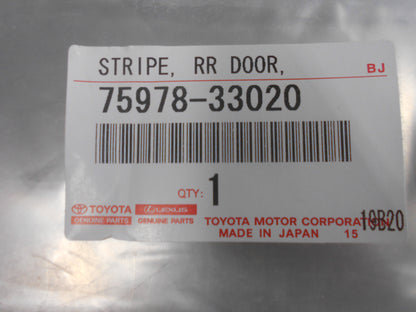 STRIPE, RR DOOR,
BJ
75978-33020
QTY: 1
TOYOTA LEXUS
GENUINE PARTS GENUINE PARTS
TOYOTA MOTOR CORPORATION 10B20
MADE IN JAPAN 15